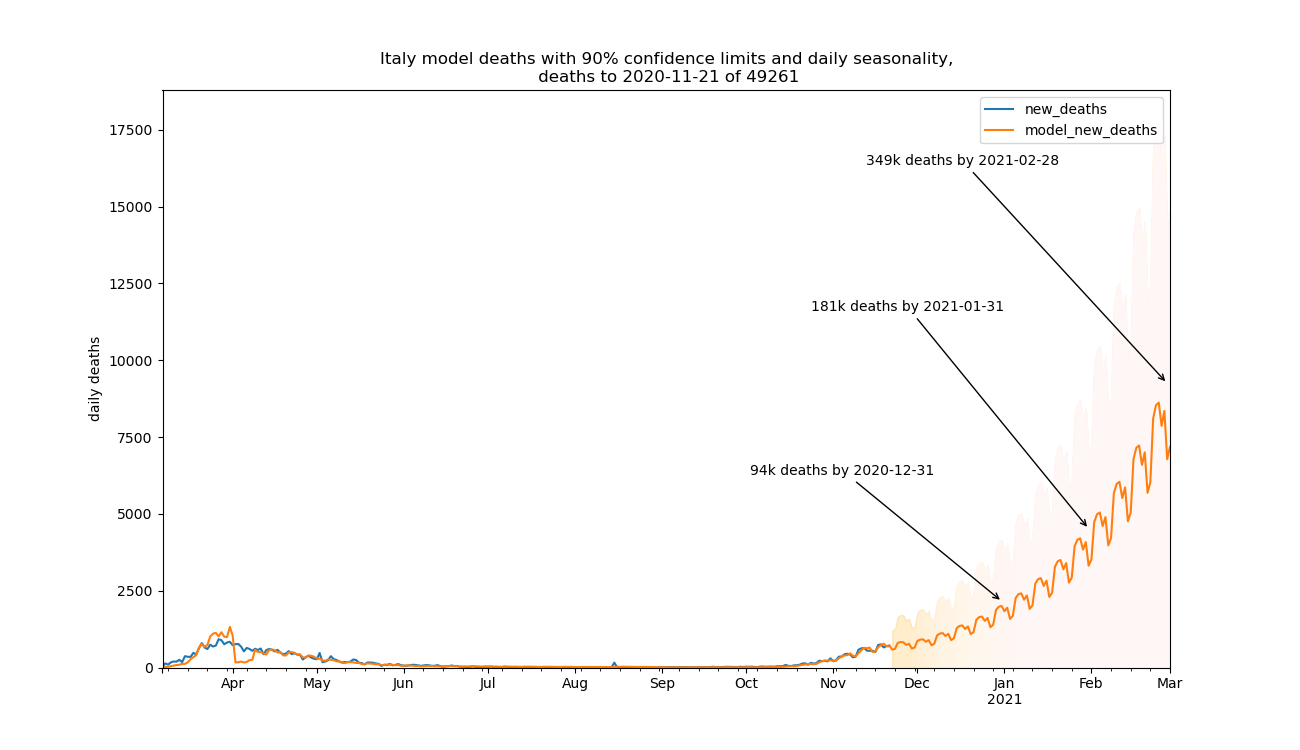 Italy model deaths with 90% confidence limits and daily seasonality,
deaths to 2020-11-21 of 49261
new_deaths
model_new_deaths
17500
349k deaths by 2021-02-28
15000
12500
181k deaths by 2021-01-31
10000
daily deaths
7500
94k deaths by 2020-12-31
5000
2500
0
Apr May Jun Jul Aug Sep Oct Nov Dec Jan Feb Mar
2021